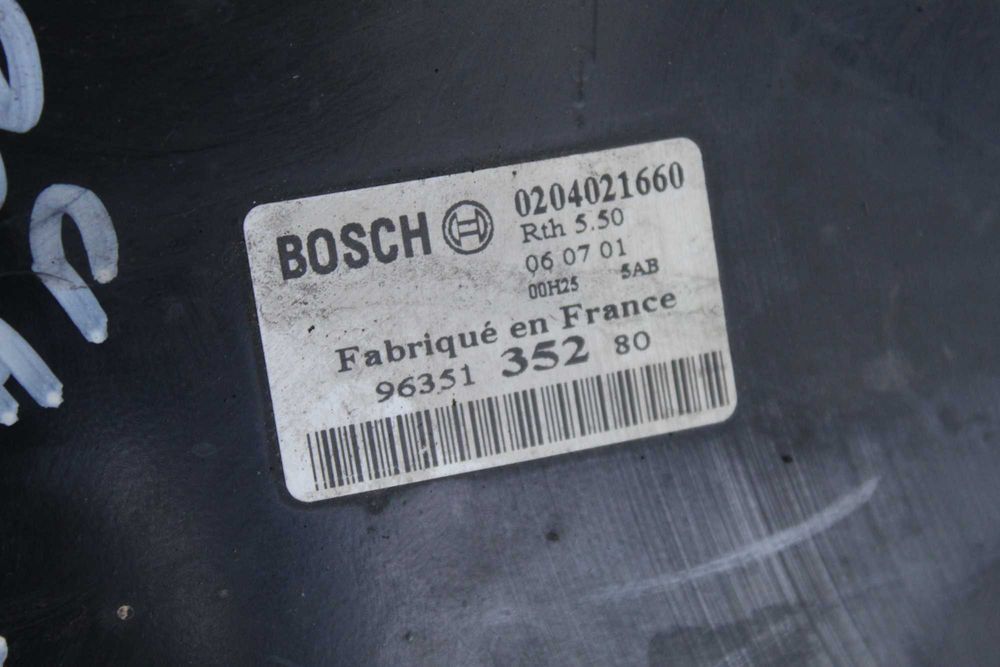 BOSCH
0204021660
Rth 5.50
06 07 01
00H25 5AB
Fabriqué en France
96351 352 80